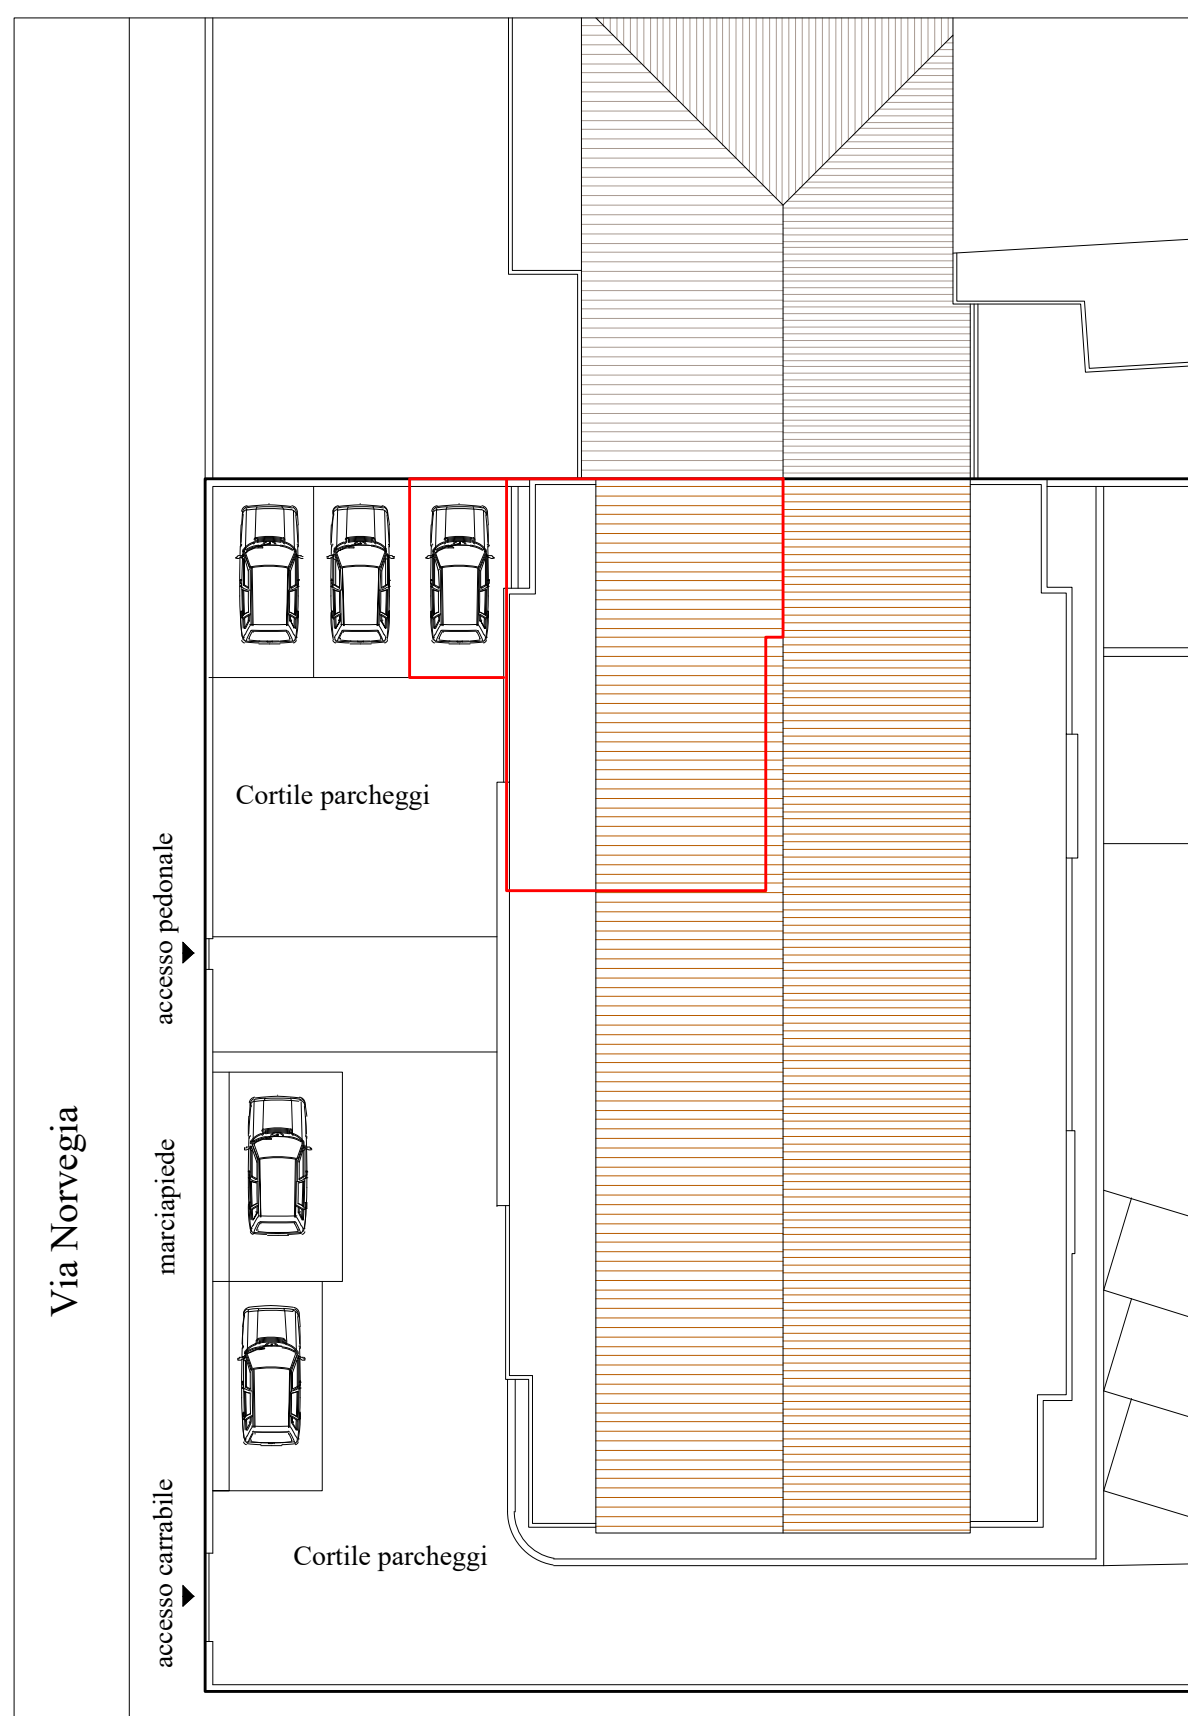 Cortile parcheggi
accesso pedonale
Via Norvegia
marciapiede
accesso carrabile
Cortile parcheggi